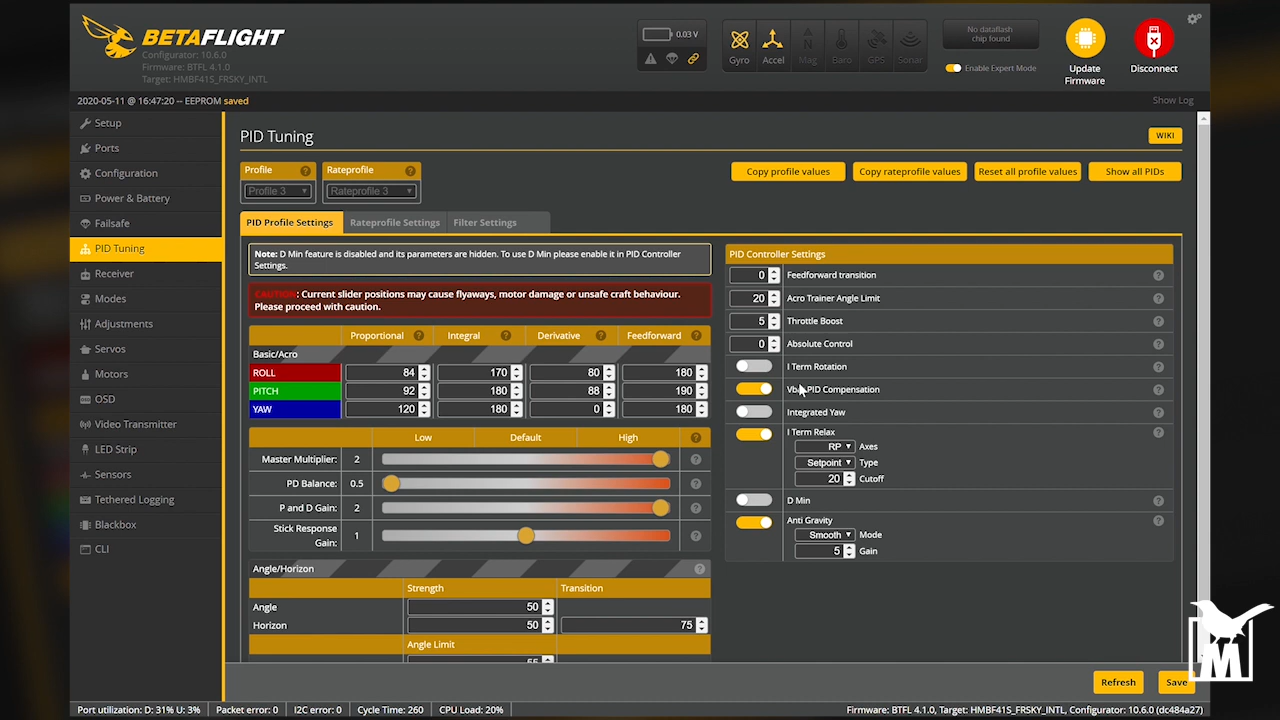 BETAFLIGHT
Configurator: 10.6.0
Firmware: BTFL 4.1.0
Target: HMBF41S_FRSKY_INTL
0.03 V
Gyro
Accel
Mag
Baro
GPS
Sonar
No dataflash
chip found
Enable Expert Mode
Update
Firmware
Disconnect
2020-05-11 @ 16:47:20 -- EEPROM saved
Show Log
Setup
Ports
Configuration
Power & Battery
Failsafe
PID Tuning
Receiver
Modes
Adjustments
Servos
Motors
OSD
Video Transmitter
LED Strip
Sensors
Tethered Logging
Blackbox
CLI
PID Tuning
WIKI
Profile ?
Rateprofile ?
Profile 3
Rateprofile 3
Copy profile values
Copy rateprofile values
Reset all profile values
Show all PIDs
PID Profile Settings
Rateprofile Settings
Filter Settings
Note: D Min feature is disabled and its parameters are hidden. To use D Min please enable it in PID Controller
Settings.
CAUTION: Current slider positions may cause flyaways, motor damage or unsafe craft behaviour.
Please proceed with caution.
Proportional ? Integral ? Derivative ? Feedforward ?
Basic/Acro
ROLL 84 170 80 180
PITCH 92 180 88 190
YAW 120 180 0 180
Low Default High ?
Master Multiplier: 2 ?
PD Balance: 0.5 ?
P and D Gain: 2 ?
Stick Response
Gain: 1 ?
Angle/Horizon ?
Strength Transition
Angle 50
Horizon 50 75
Angle Limit
55
PID Controller Settings
0 Feedforward transition ?
20 Acro Trainer Angle Limit ?
5 Throttle Boost ?
0 Absolute Control ?
I Term Rotation ?
Vbat PID Compensation ?
Integrated Yaw ?
I Term Relax ?
RP Axes
Setpoint Type
20 Cutoff
D Min ?
Anti Gravity ?
Smooth Mode
5 Gain
Refresh
Save
M
Port utilization: D: 31% U: 3%
Packet error: 0
I2C error: 0
Cycle Time: 260
CPU Load: 20%
Firmware: BTFL 4.1.0, Target: HMBF41S_FRSKY_INTL, Configurator: 10.6.0 (dc484a27)